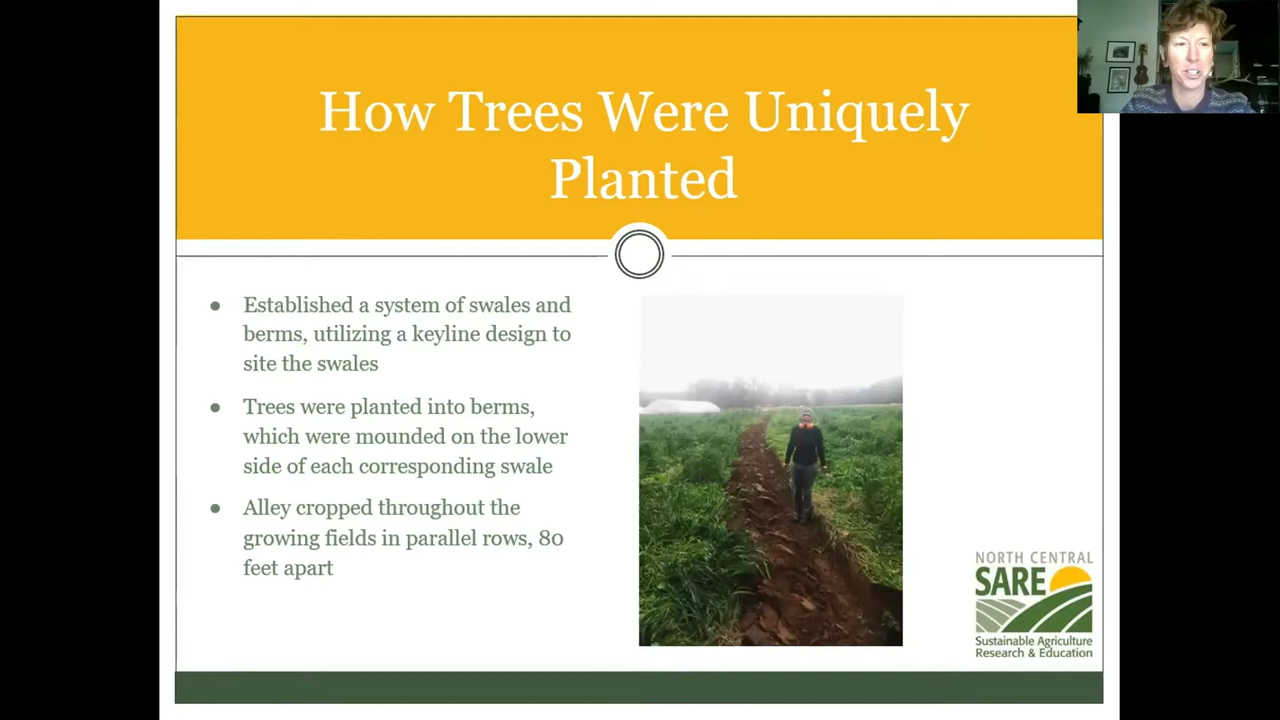 How Trees Were Uniquely
Planted
● Established a system of swales and
berms, utilizing a keyline design to
site the swales
● Trees were planted into berms,
which were mounded on the lower
side of each corresponding swale
● Alley cropped throughout the
growing fields in parallel rows, 80
feet apart
NORTH CENTRAL
SARE
Sustainable Agriculture
Research & Education